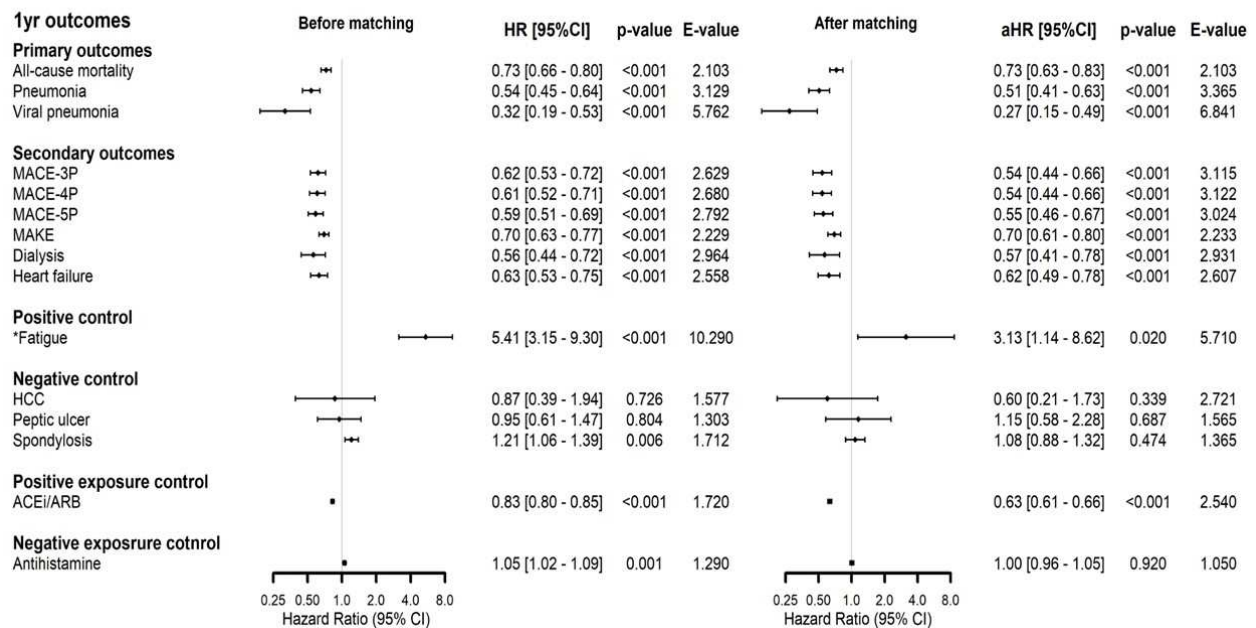 1yr outcomes Before matching HR [95%CI] p-value E-value After matching aHR [95%CI] p-value E-value
Primary outcomes
All-cause mortality 0.73 [0.66 - 0.80] <0.001 2.103 0.73 [0.63 - 0.83] <0.001 2.103
Pneumonia 0.54 [0.45 - 0.64] <0.001 3.129 0.51 [0.41 - 0.63] <0.001 3.365
Viral pneumonia 0.32 [0.19 - 0.53] <0.001 5.762 0.27 [0.15 - 0.49] <0.001 6.841
Secondary outcomes
MACE-3P 0.62 [0.53 - 0.72] <0.001 2.629 0.54 [0.44 - 0.66] <0.001 3.115
MACE-4P 0.61 [0.52 - 0.71] <0.001 2.680 0.54 [0.44 - 0.66] <0.001 3.122
MACE-5P 0.59 [0.51 - 0.69] <0.001 2.792 0.55 [0.46 - 0.67] <0.001 3.024
MAKE 0.70 [0.63 - 0.77] <0.001 2.229 0.70 [0.61 - 0.80] <0.001 2.233
Dialysis 0.56 [0.44 - 0.72] <0.001 2.964 0.57 [0.41 - 0.78] <0.001 2.931
Heart failure 0.63 [0.53 - 0.75] <0.001 2.558 0.62 [0.49 - 0.78] <0.001 2.607
Positive control
*Fatigue 5.41 [3.15 - 9.30] <0.001 10.290 3.13 [1.14 - 8.62] 0.020 5.710
Negative control
HCC 0.87 [0.39 - 1.94] 0.726 1.577 0.60 [0.21 - 1.73] 0.339 2.721
Peptic ulcer 0.95 [0.61 - 1.47] 0.804 1.303 1.15 [0.58 - 2.28] 0.687 1.565
Spondylosis 1.21 [1.06 - 1.39] 0.006 1.712 1.08 [0.88 - 1.32] 0.474 1.365
Positive exposure control
ACEi/ARB 0.83 [0.80 - 0.85] <0.001 1.720 0.63 [0.61 - 0.66] <0.001 2.540
Negative exposrure cotnrol
Antihistamine 1.05 [1.02 - 1.09] 0.001 1.290 1.00 [0.96 - 1.05] 0.920 1.050
0.25 0.50 1.0 2.0 4.0 8.0 0.25 0.50 1.0 2.0 4.0 8.0
Hazard Ratio (95% CI) Hazard Ratio (95% CI)